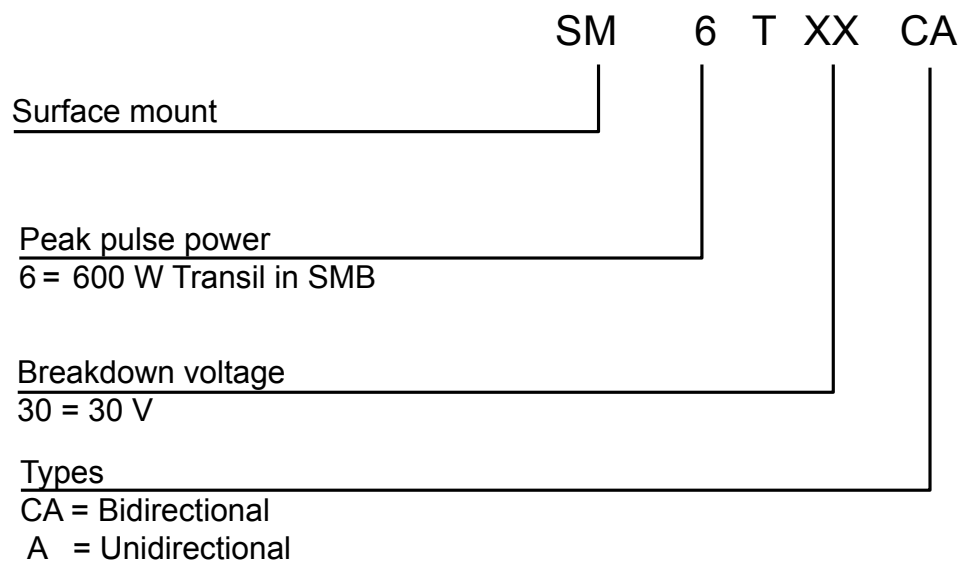 SM 6 T XX CA
Surface mount
Peak pulse power
6 = 600 W Transil in SMB
Breakdown voltage
30 = 30 V
Types
CA = Bidirectional
A = Unidirectional